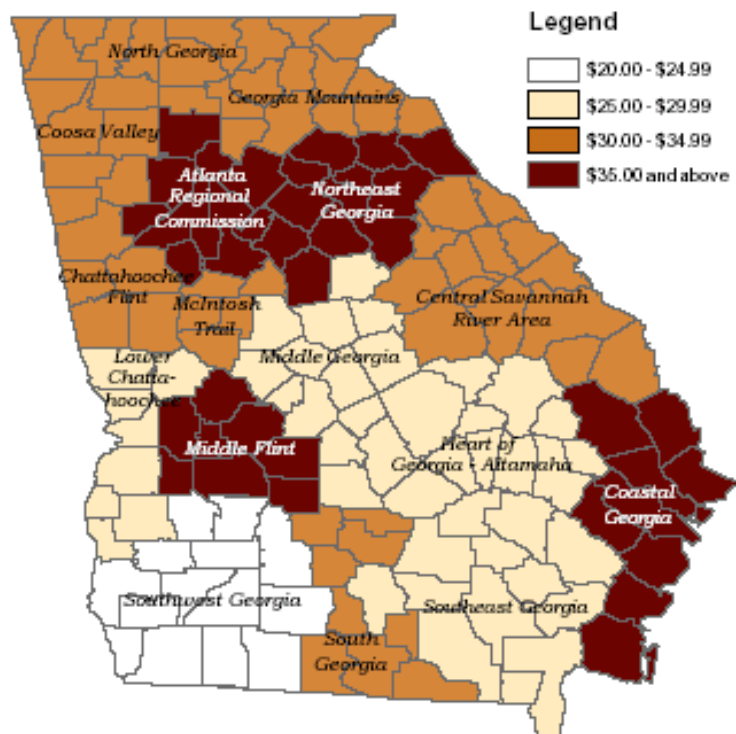 Legend
$20.00 - $24.99
$25.00 - $29.99
$30.00 - $34.99
$35.00 and above
North Georgia
Georgia Mountains
Coosa Valley
Atlanta
Regional
Commission
Northeast
Georgia
Chattahoochee
Flint
McIntosh
Trail
Central Savannah
River Area
Lower
Chatta-
hoochee
Middle Georgia
Middle Flint
Heart of
Georgia - Altamaha
Coastal
Georgia
Southwest Georgia
Southeast Georgia
South
Georgia